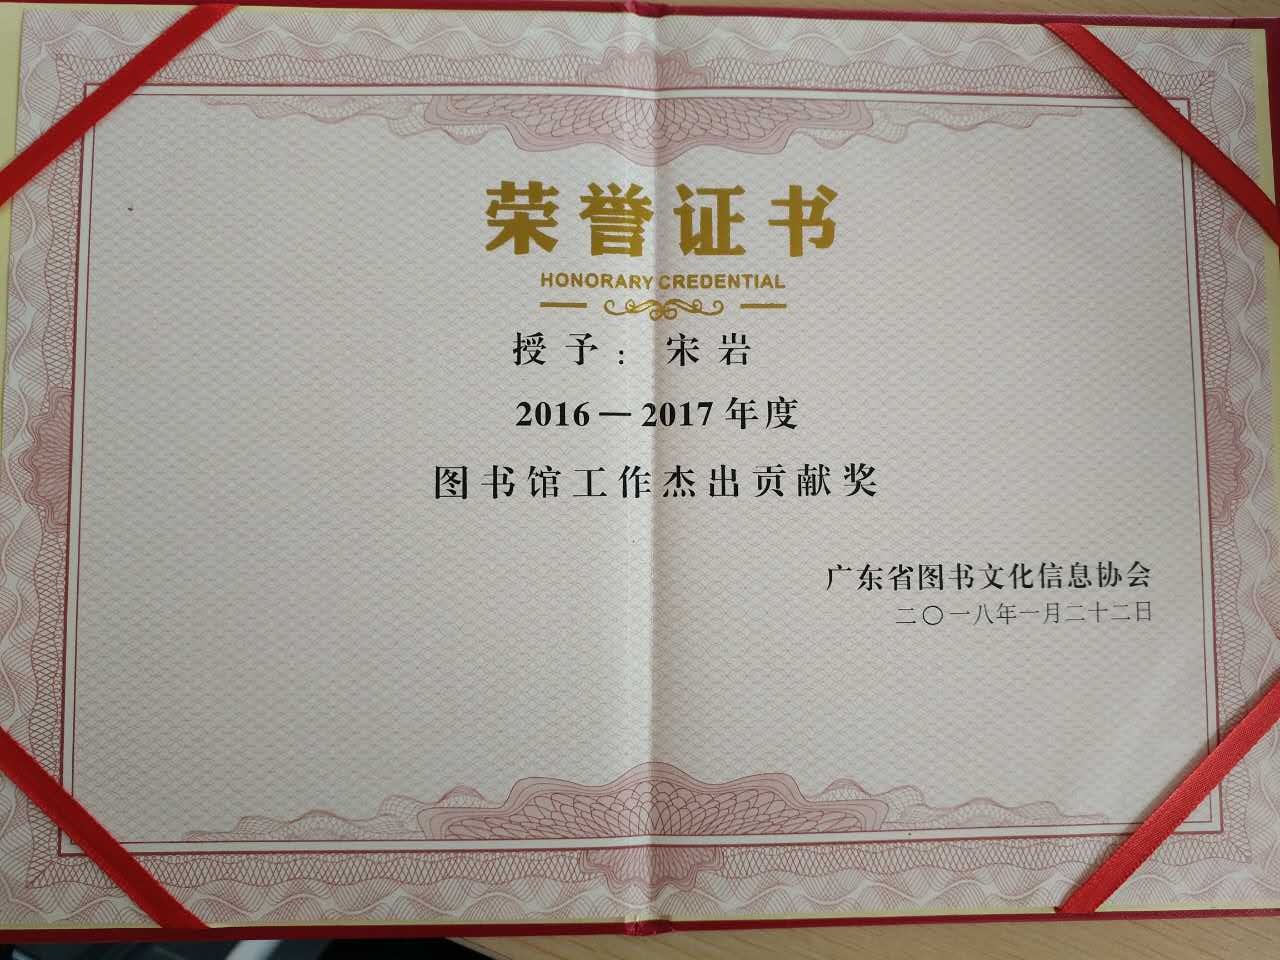 荣誉证书
HONORARY CREDENTIAL
授予：宋岩
2016—2017年度
图书馆工作杰出贡献奖
广东省图书文化信息协会
二〇一八年一月二十二日